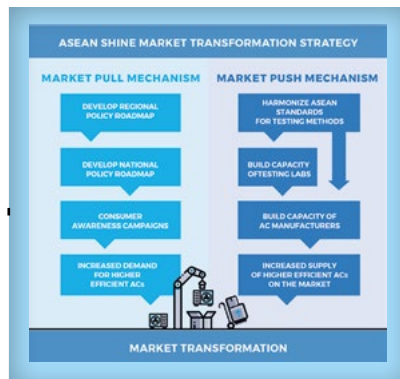 ASEAN SHINE MARKET TRANSFORMATION STRATEGY
MARKET PULL MECHANISM
DEVELOP REGIONAL
POLICY ROADMAP
DEVELOP NATIONAL
POLICY ROADMAP
CONSUMER
AWARENESS CAMPAIGNS
INCREASED DEMAND
FOR HIGHER
EFFICIENT ACs
MARKET PUSH MECHANISM
HARMONIZE ASEAN
STANDARDS
FOR TESTING METHODS
BUILD CAPACITY
OFTESTING LABS
BUILD CAPACITY OF
AC MANUFACTURERS
INCREASED SUPPLY
OF HIGHER EFFICIENT ACs
ON THE MARKET
MARKET TRANSFORMATION